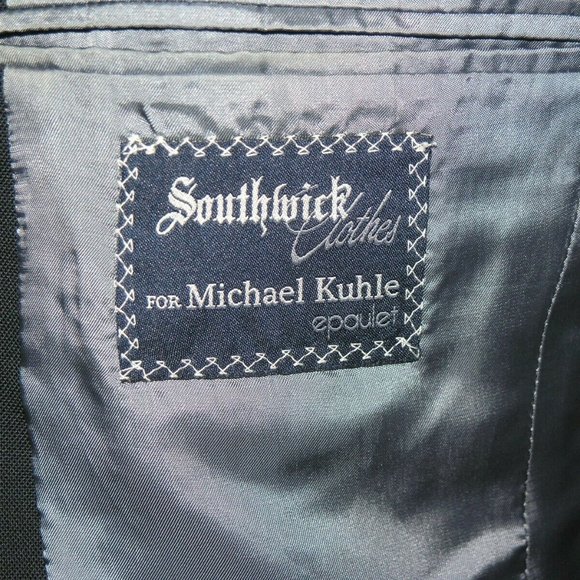 Southwick
Clothes
FOR Michael Kuhle
epaulet